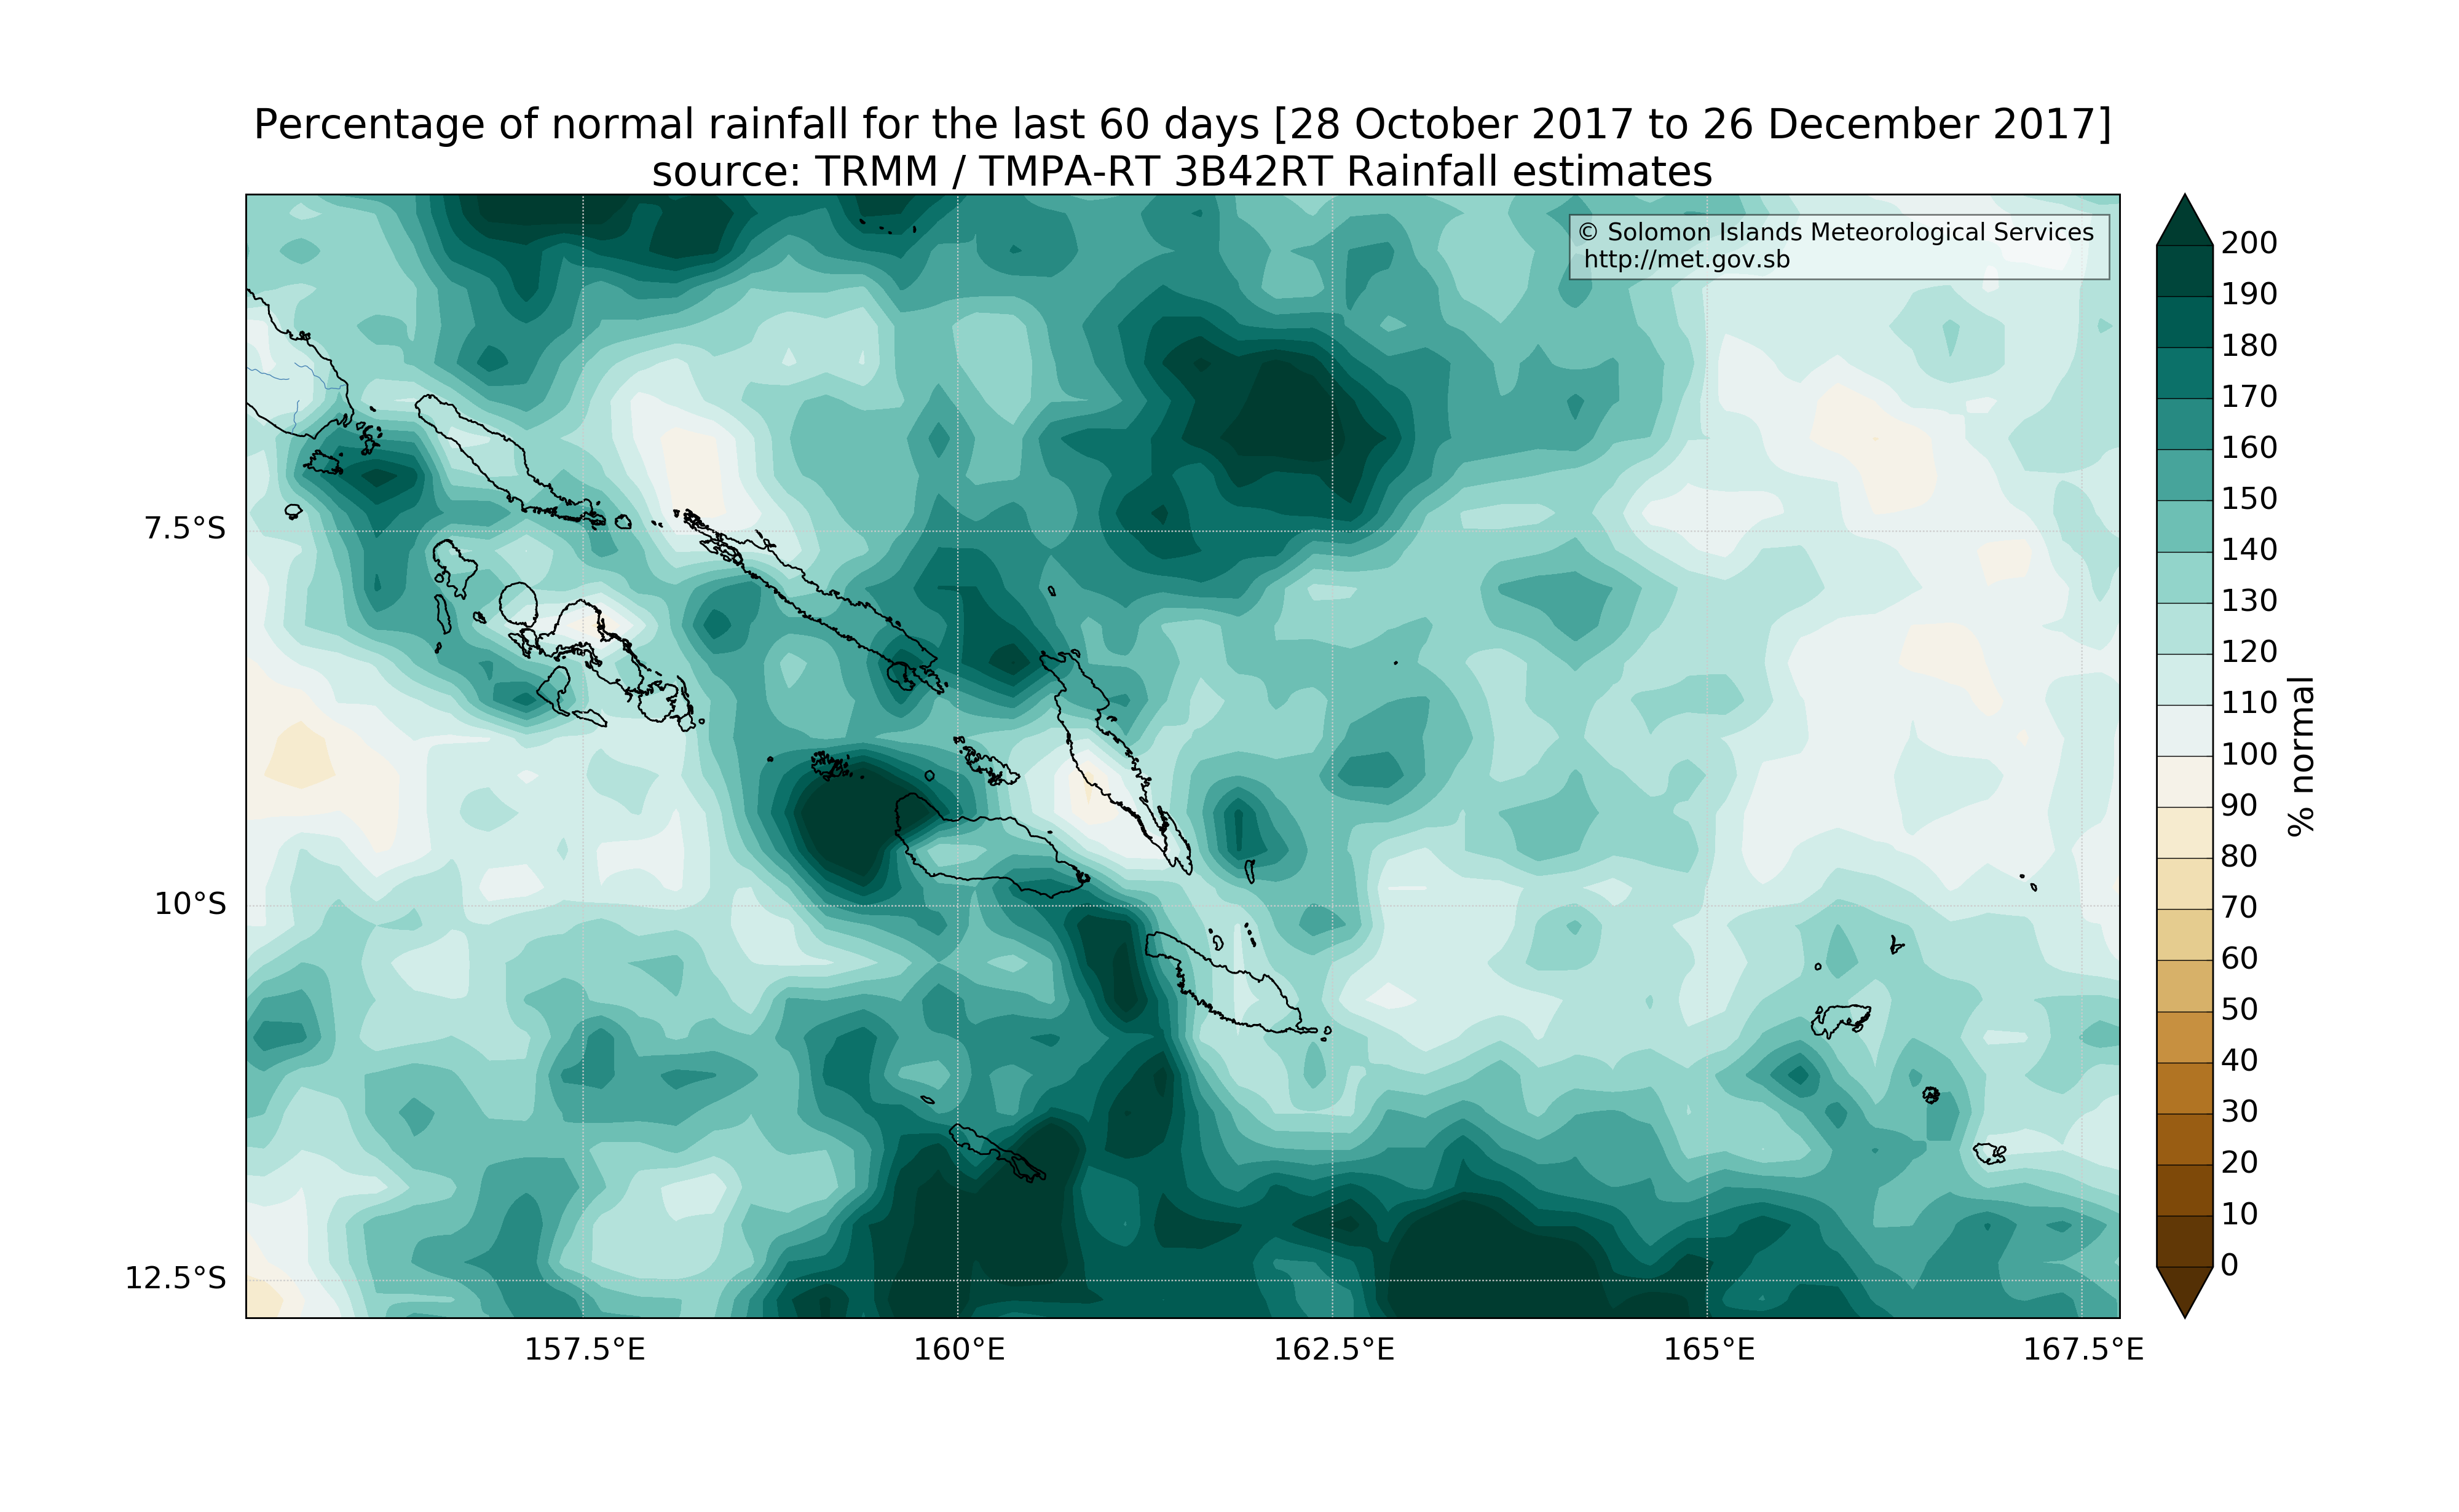 Percentage of normal rainfall for the last 60 days [28 October 2017 to 26 December 2017]
source: TRMM / TMPA-RT 3B42RT Rainfall estimates
© Solomon Islands Meteorological Services
http://met.gov.sb
7.5°S
10°S
12.5°S
157.5°E
160°E
162.5°E
165°E
167.5°E
200
190
180
170
160
150
140
130
120
110
100
90
80
70
60
50
40
30
20
10
0
% normal